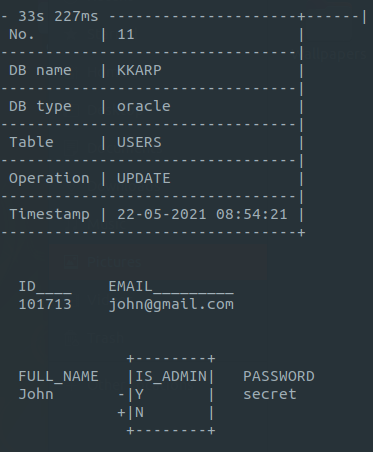 - 33s 227ms ---------------------+------|
No. | 11 |
---------------------------------|
DB name | KKARP |
---------------------------------|
DB type | oracle |
---------------------------------|
Table | USERS |
---------------------------------|
Operation | UPDATE |
---------------------------------|
Timestamp | 22-05-2021 08:54:21 |
---------------------------------+
ID____ EMAIL_________
101713 john@gmail.com
+--------+
FULL_NAME |IS_ADMIN| PASSWORD
John -|Y | secret
+|N |
+--------+